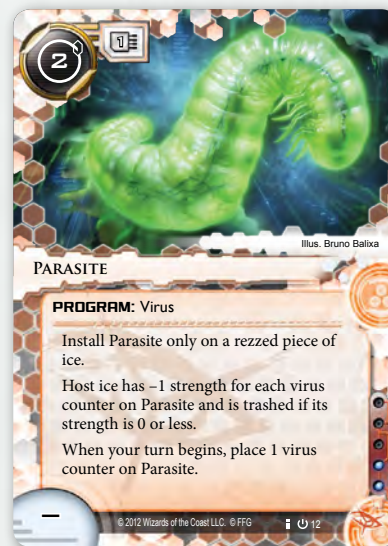 2
1
Illus. Bruno Balixa
PARASITE
PROGRAM: Virus
Install Parasite only on a rezzed piece of
ice.
Host ice has –1 strength for each virus
counter on Parasite and is trashed if its
strength is 0 or less.
When your turn begins, place 1 virus
counter on Parasite.
–
© 2012 Wizards of the Coast LLC. © FFG
12